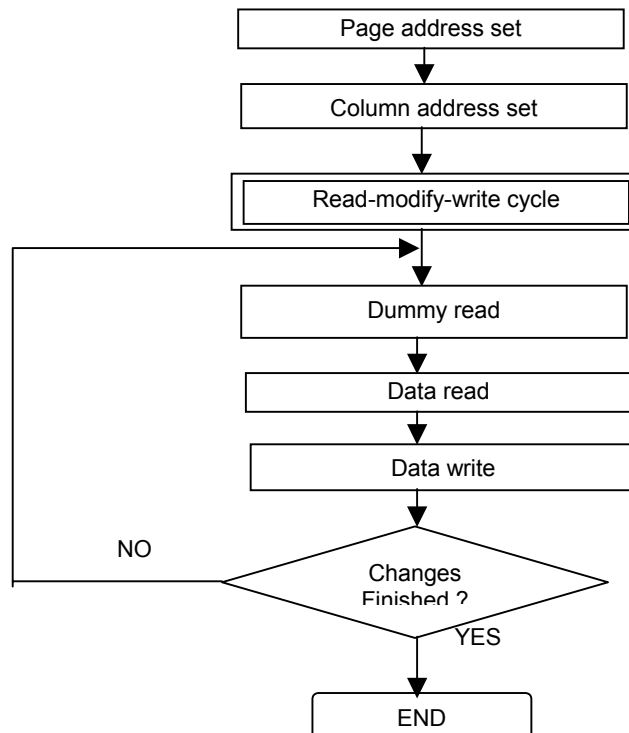 Page address set
Column address set
Read-modify-write cycle
Dummy read
Data read
Data write
NO
Changes
Finished ?
YES
END